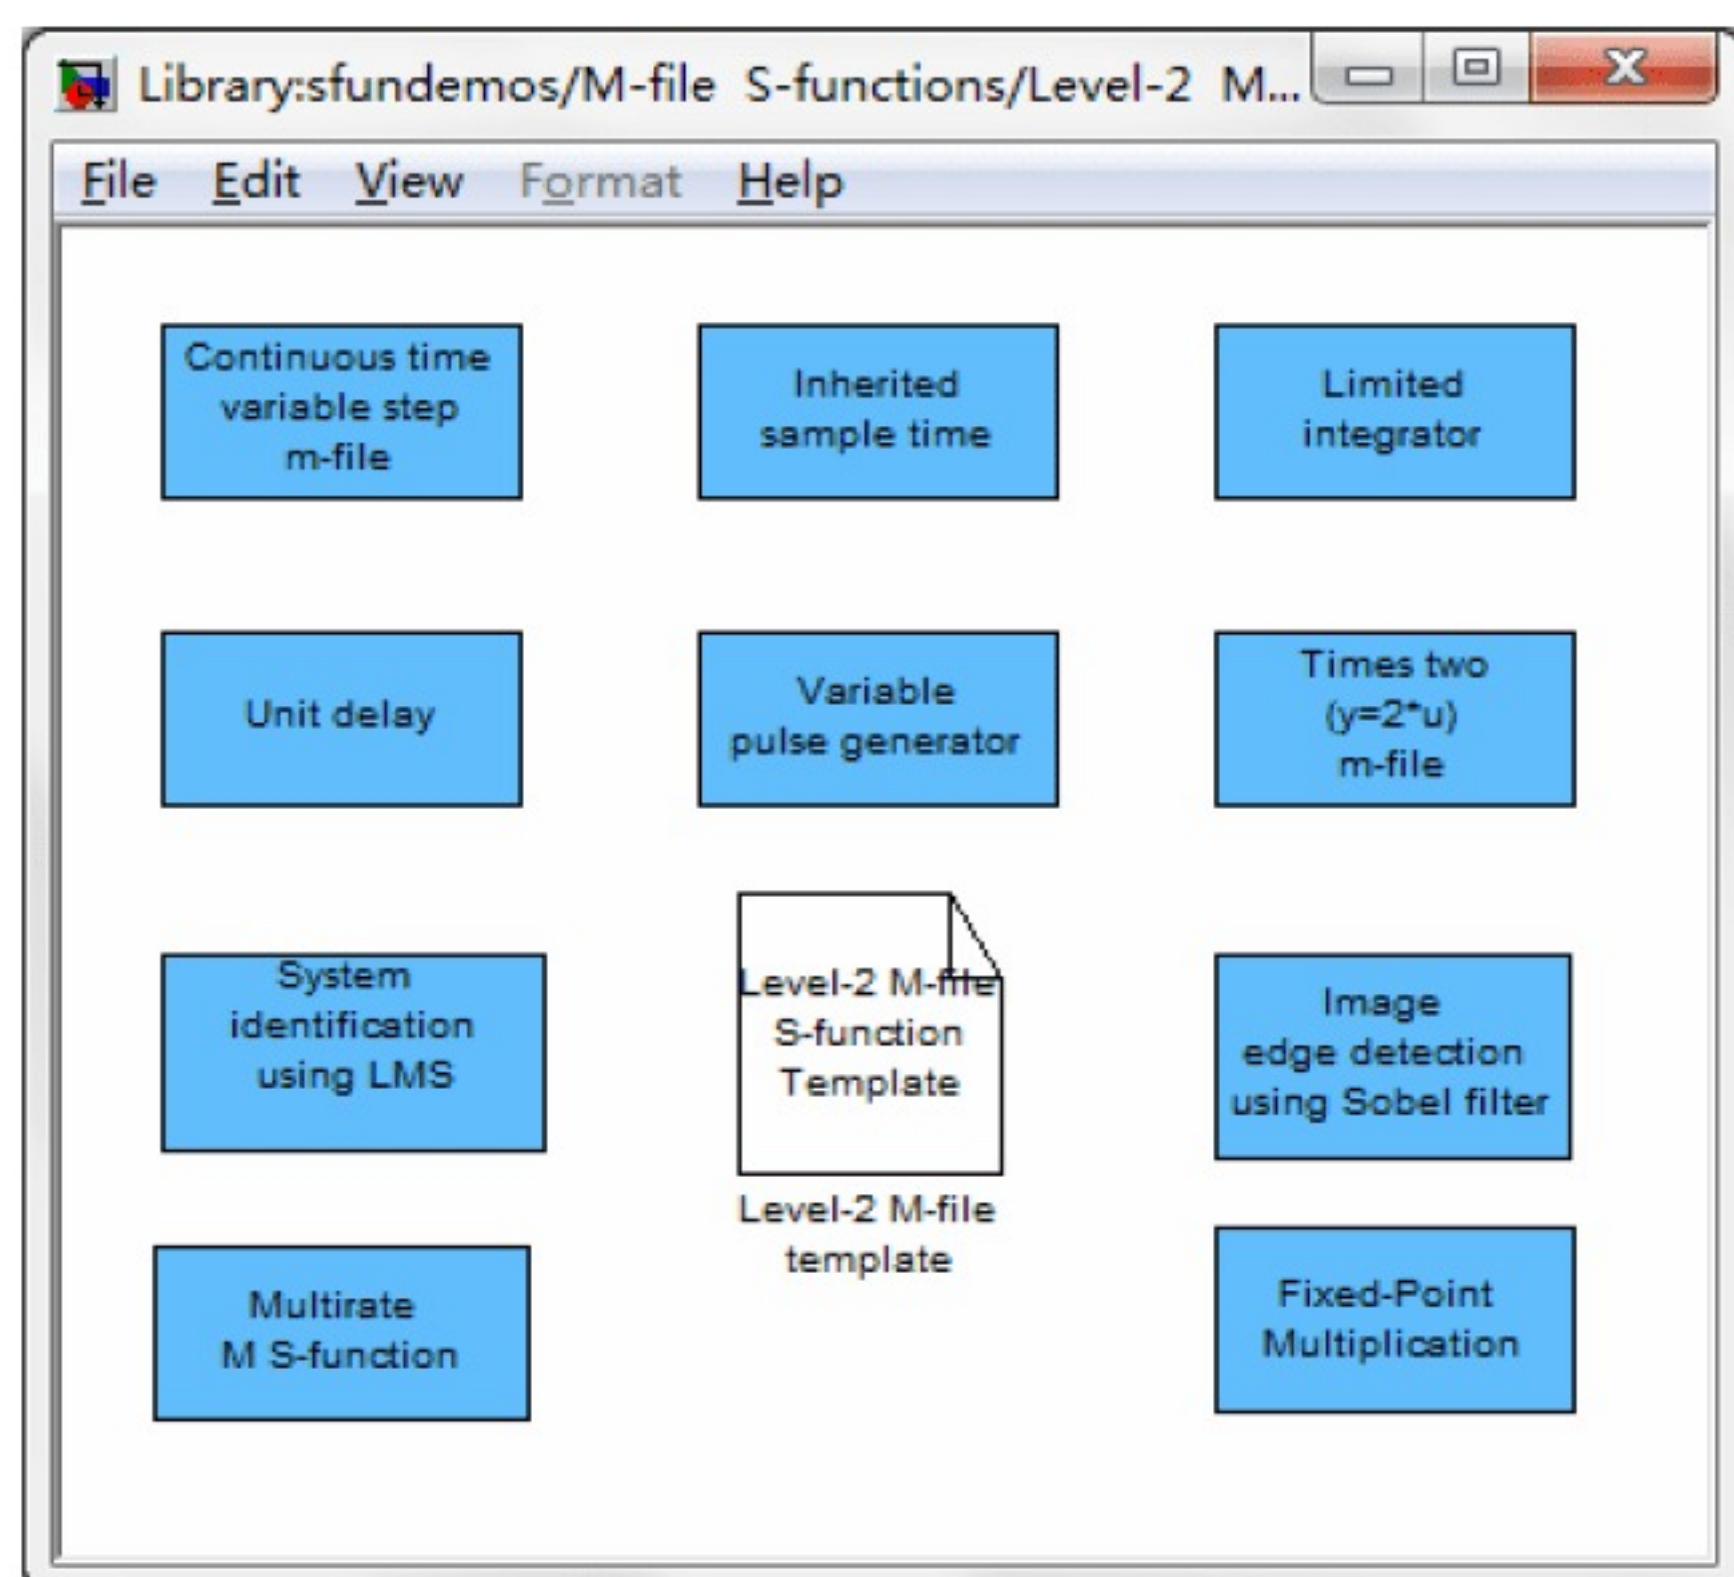 Library:sfundemos/M-file S-functions/Level-2 M...
File Edit View Format Help
Continuous time
variable step
m-file
Inherited
sample time
Limited
integrator
Unit delay
Variable
pulse generator
Times two
(y=2*u)
m-file
System
identification
using LMS
Level-2 M-file
S-function
Template
Level-2 M-file
template
Image
edge detection
using Sobel filter
Multirate
M S-function
Fixed-Point
Multiplication